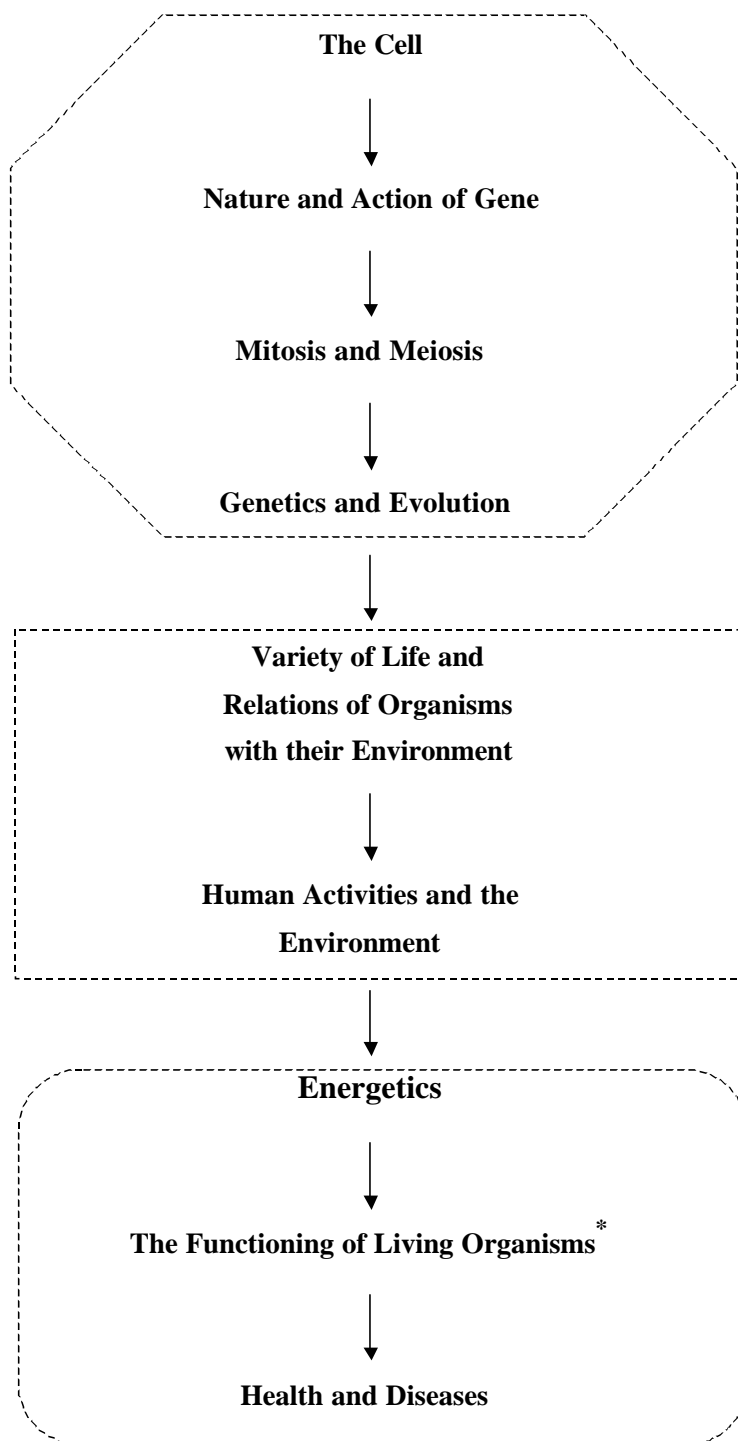 The Cell
Nature and Action of Gene
Mitosis and Meiosis
Genetics and Evolution
Variety of Life and
Relations of Organisms
with their Environment
Human Activities and the
Environment
Energetics
The Functioning of Living Organisms*
Health and Diseases